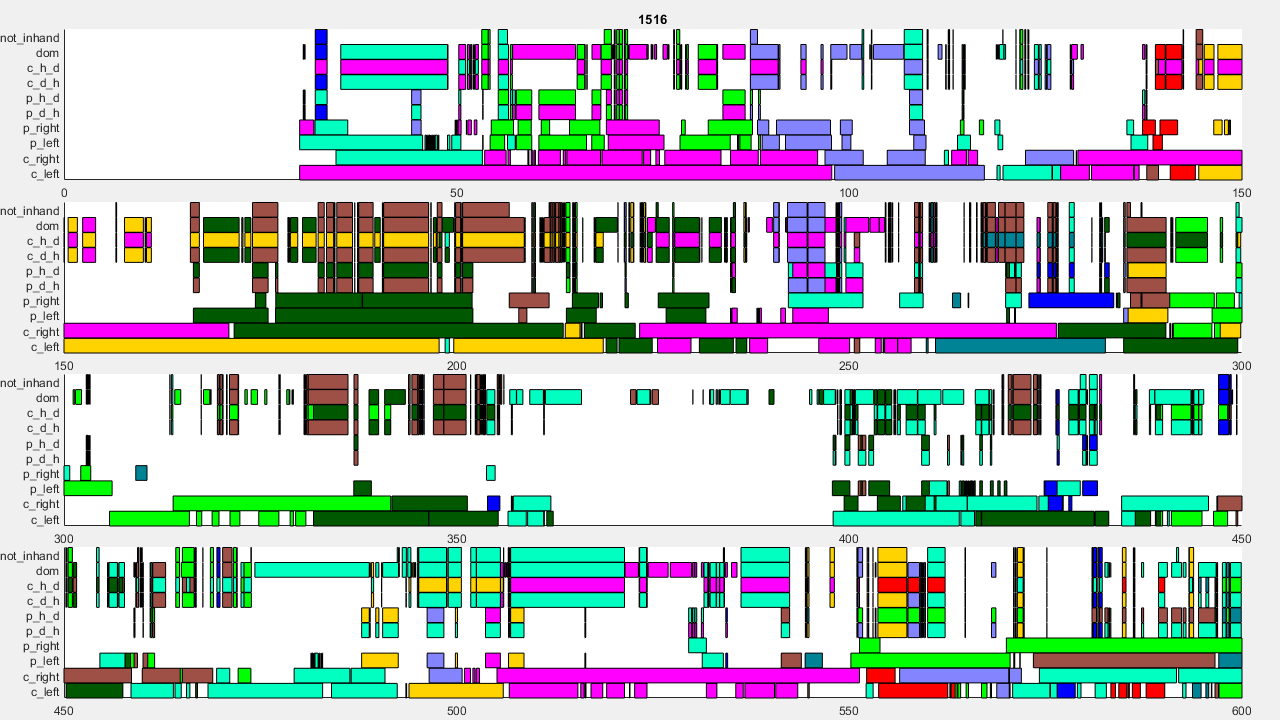 1516
not_inhand
dom
c_h_d
c_d_h
p_h_d
p_d_h
p_right
p_left
c_right
c_left
0 50 100 150
not_inhand
dom
c_h_d
c_d_h
p_h_d
p_d_h
p_right
p_left
c_right
c_left
150 200 250 300
not_inhand
dom
c_h_d
c_d_h
p_h_d
p_d_h
p_right
p_left
c_right
c_left
300 350 400 450
not_inhand
dom
c_h_d
c_d_h
p_h_d
p_d_h
p_right
p_left
c_right
c_left
450 500 550 600